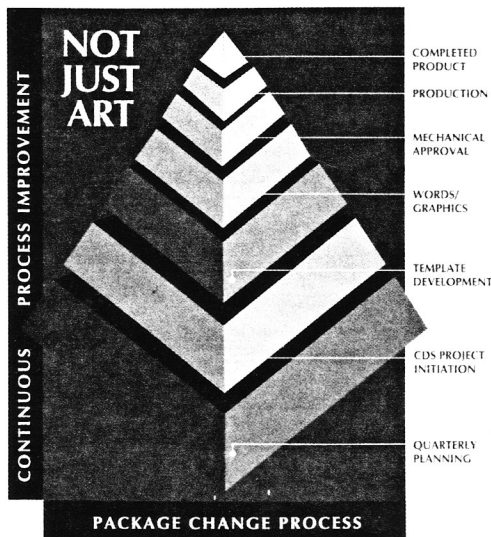 NOT
JUST
ART
COMPLETED
PRODUCT
PRODUCTION
MECHANICAL
APPROVAL
WORDS/
GRAPHICS
TEMPLATE
DEVELOPMENT
CDS PROJECT
INITIATION
QUARTERLY
PLANNING
CONTINUOUS PROCESS IMPROVEMENT
PACKAGE CHANGE PROCESS